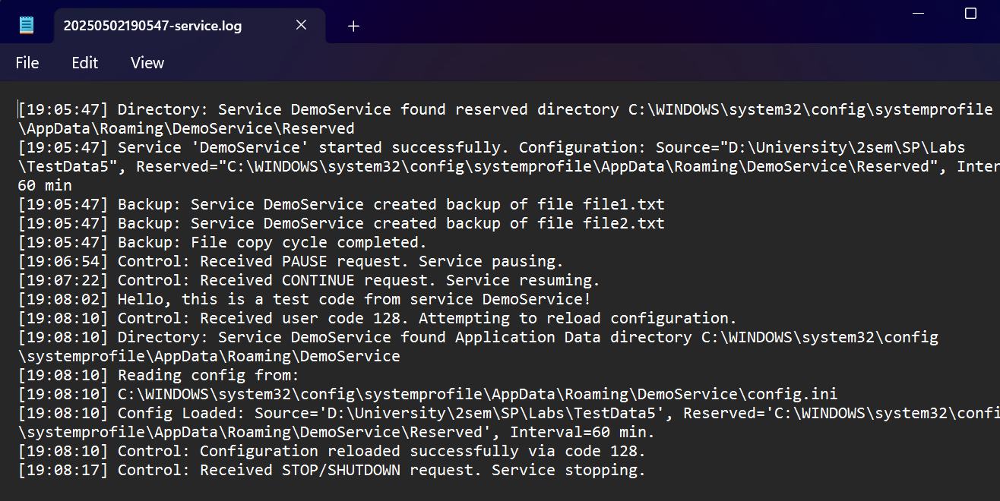 20250502190547-service.log
File Edit View
[19:05:47] Directory: Service DemoService found reserved directory C:\WINDOWS\system32\config\systemprofile
\AppData\Roaming\DemoService\Reserved
[19:05:47] Service 'DemoService' started successfully. Configuration: Source="D:\University\2sem\SP\Labs
\TestData5", Reserved="C:\WINDOWS\system32\config\systemprofile\AppData\Roaming\DemoService\Reserved", Inter
60 min
[19:05:47] Backup: Service DemoService created backup of file file1.txt
[19:05:47] Backup: Service DemoService created backup of file file2.txt
[19:05:47] Backup: File copy cycle completed.
[19:06:54] Control: Received PAUSE request. Service pausing.
[19:07:22] Control: Received CONTINUE request. Service resuming.
[19:08:02] Hello, this is a test code from service DemoService!
[19:08:10] Control: Received user code 128. Attempting to reload configuration.
[19:08:10] Directory: Service DemoService found Application Data directory C:\WINDOWS\system32\config
\systemprofile\AppData\Roaming\DemoService
[19:08:10] Reading config from:
[19:08:10] C:\WINDOWS\system32\config\systemprofile\AppData\Roaming\DemoService\config.ini
[19:08:10] Config Loaded: Source='D:\University\2sem\SP\Labs\TestData5', Reserved='C:\WINDOWS\system32\confi
\systemprofile\AppData\Roaming\DemoService\Reserved', Interval=60 min.
[19:08:10] Control: Configuration reloaded successfully via code 128.
[19:08:17] Control: Received STOP/SHUTDOWN request. Service stopping.